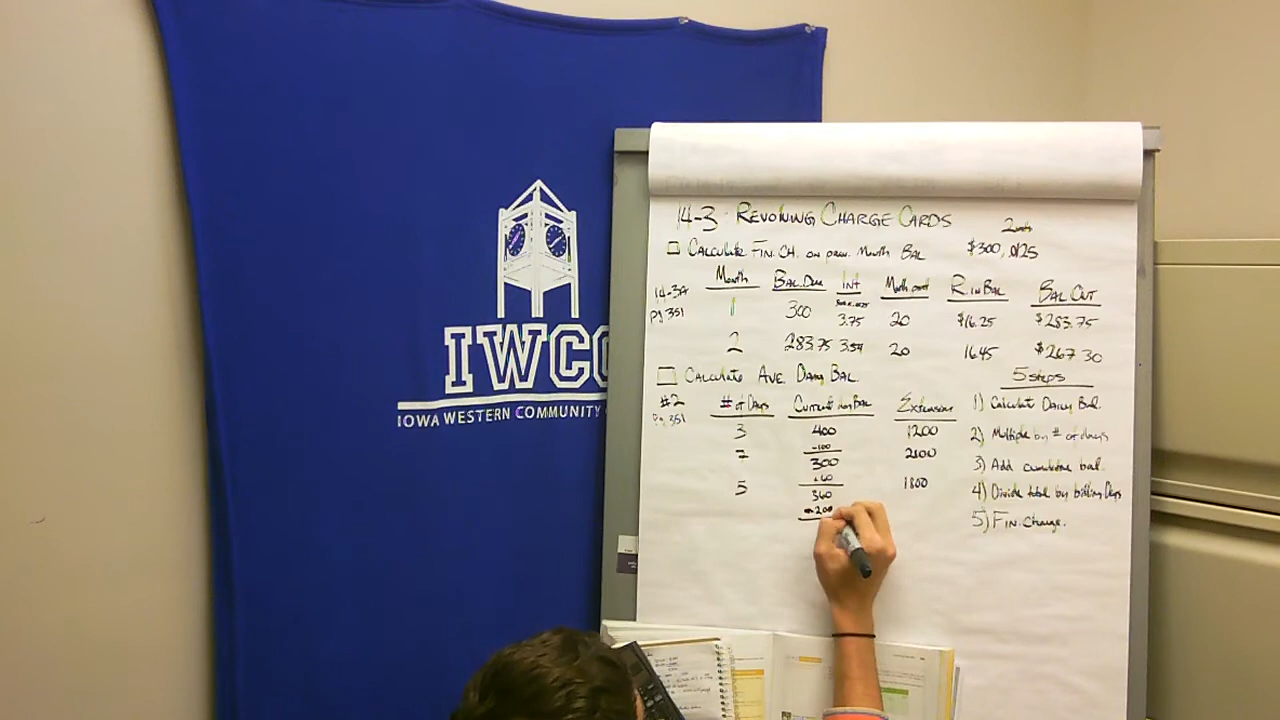 IWCC
IOWA WESTERN COMMUNITY
14-3 REVOLVING CHARGE CARDS
☐ CALCULATE FIN. CH. ON PREV. MONTH BAL $300, .0125
14-3A
pg 351
Month Bal. Due Int R. in Bal Bal Out
1 300 3.75 20 $16.25 $283.75
2 283.75 3.54 20 16.45 $267.30
☐ CALCULATE AVE. DAILY BAL.
#2
Pg. 351
# of Days Extension
3 400 1200
-100
7 300 2100
+60
5 360 1800
-200
5 steps
1) Calculate Daily Bal.
2) Multiple by # of days
3) Add cumulative bal.
4) Divide total by billing Days
5) Fin. Charge.